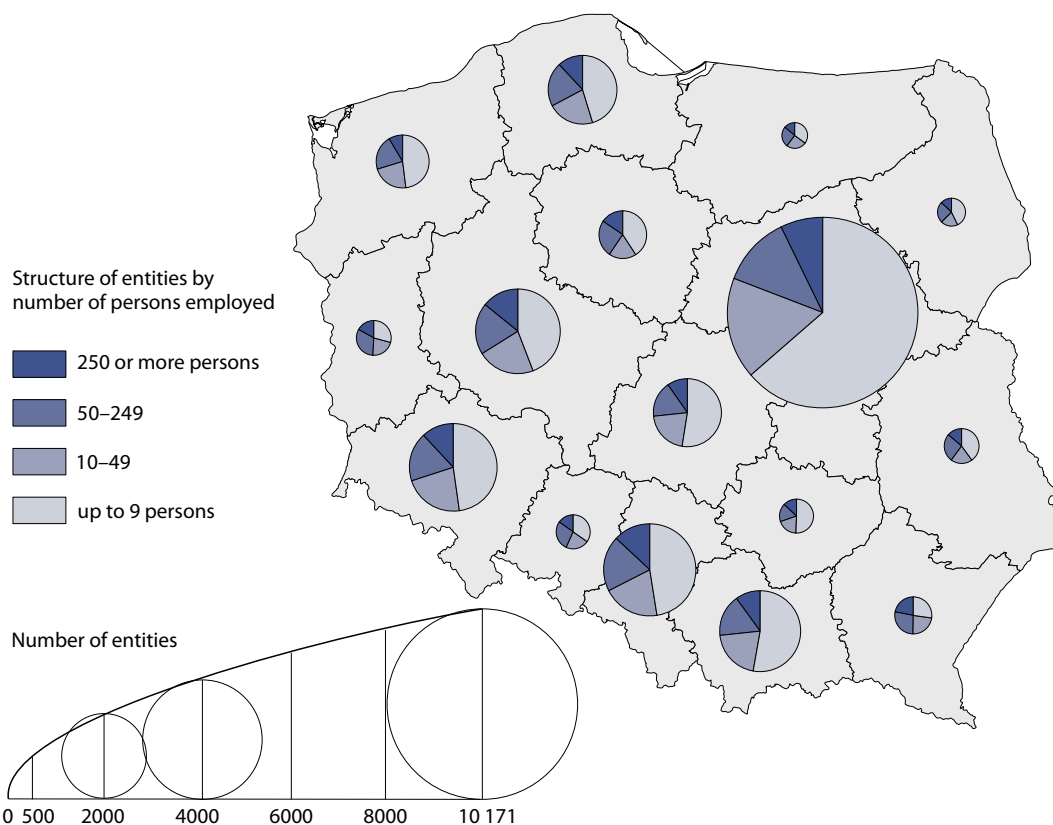 Structure of entities by
number of persons employed
250 or more persons
50–249
10–49
up to 9 persons
Number of entities
0 500 2000 4000 6000 8000 10 171